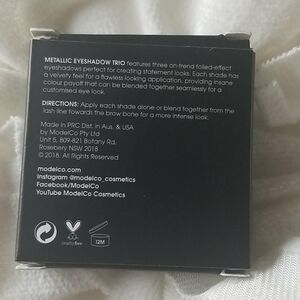 METALLIC EYESHADOW TRIO features three on-trend foiled-effect
eyeshadows perfect for creating statement looks. Each shade has
a velvety feel for a flawless looking application, providing insane
colour payoff that can be blended together seamlessly for a
customised eye look.
DIRECTIONS: Apply each shade alone or blend together from the
lash line towards the brow bone for a more intense look.
Made in PRC Dist. in Aus. & USA
by ModelCo Pty Ltd
Unit 5, 809-821 Botany Rd,
Rosebery NSW 2018
© 2018. All Rights Reserved
modelco.com
Instagram @modelco_cosmetics
Facebook/ModelCo
YouTube ModelCo Cosmetics
cruelty free
12M